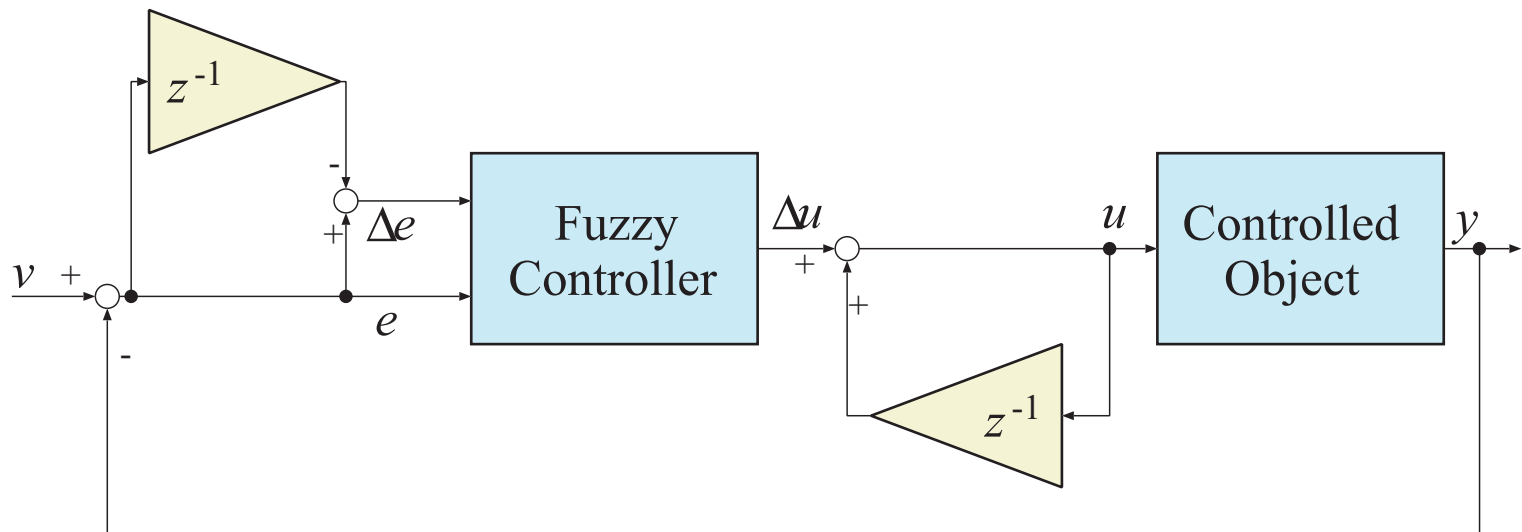 z⁻¹
-
+
Δe
v
+
-
e
Fuzzy
Controller
Δu
+
+
z⁻¹
u
Controlled
Object
y